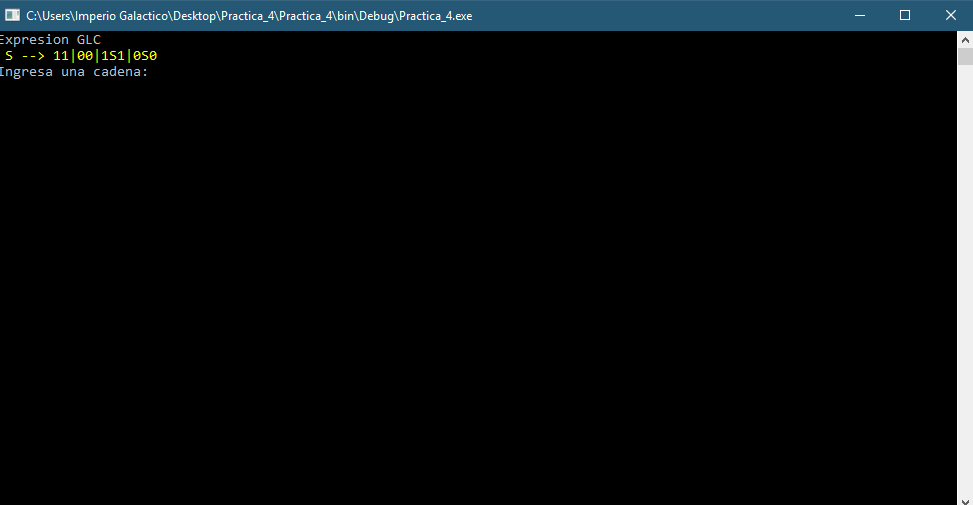 C:\Users\Imperio Galactico\Desktop\Practica_4\Practica_4\bin\Debug\Practica_4.exe
Expresion GLC
S --> 11|00|1S1|0S0
Ingresa una cadena: